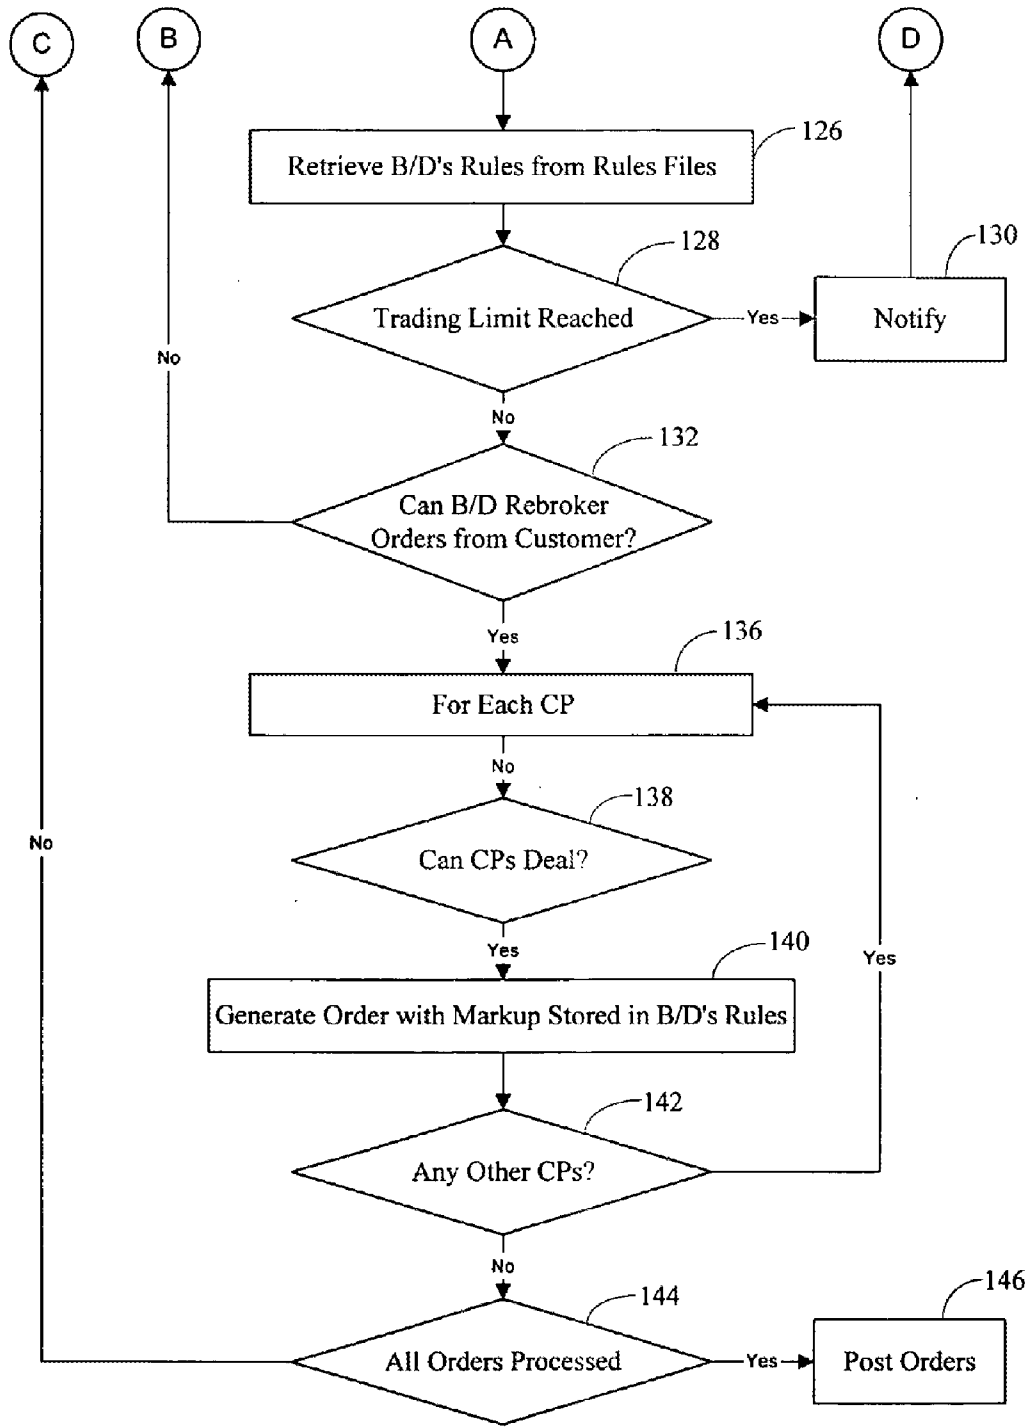 C
B
A
D
126
Retrieve B/D's Rules from Rules Files
128
130
Trading Limit Reached
Yes
Notify
No
No
132
Can B/D Rebroker
Orders from Customer?
Yes
136
For Each CP
No
138
No
Can CPs Deal?
Yes
140
Yes
Generate Order with Markup Stored in B/D's Rules
142
Any Other CPs?
No
144
146
All Orders Processed
Yes
Post Orders